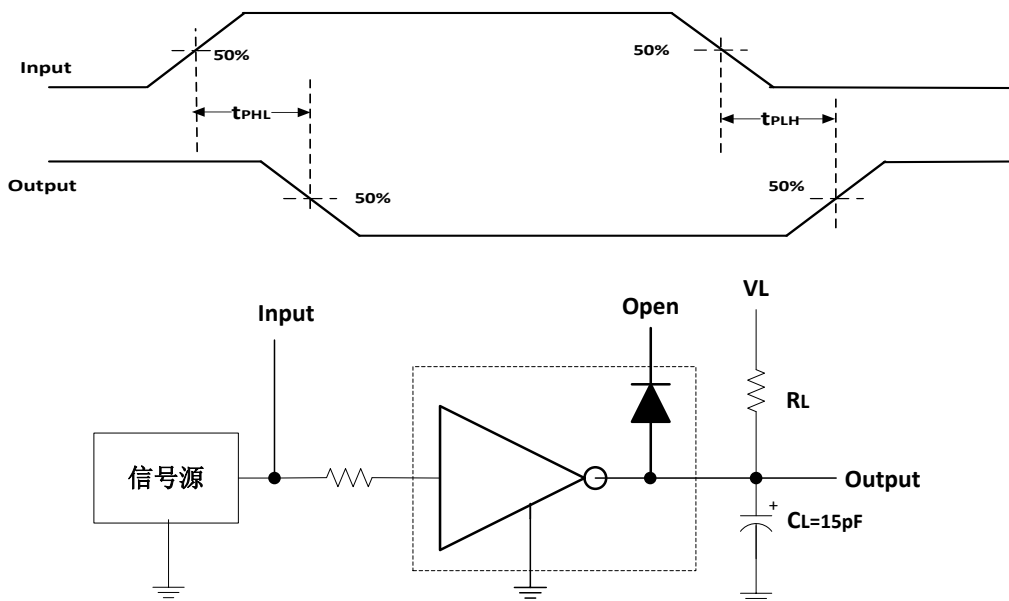 50%
50%
Input
tPHL
tPLH
Output
50%
50%
Input
Open
VL
RL
信号源
Output
CL=15pF
+